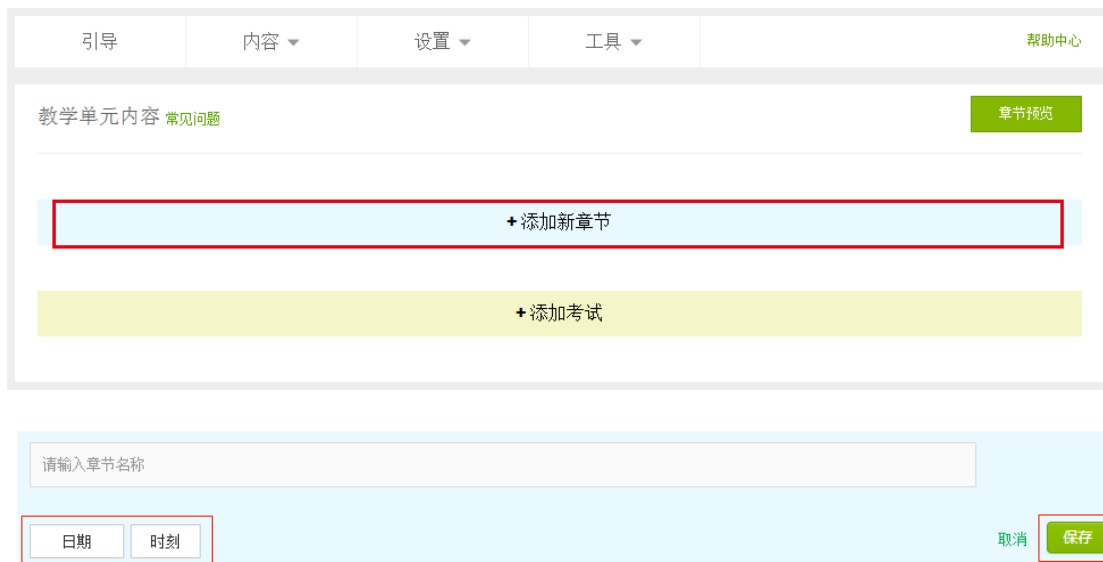 引导 内容 设置 工具 帮助中心
教学单元内容 常见问题 章节预览
+ 添加新章节
+ 添加考试
请输入章节名称
日期 时刻 取消 保存